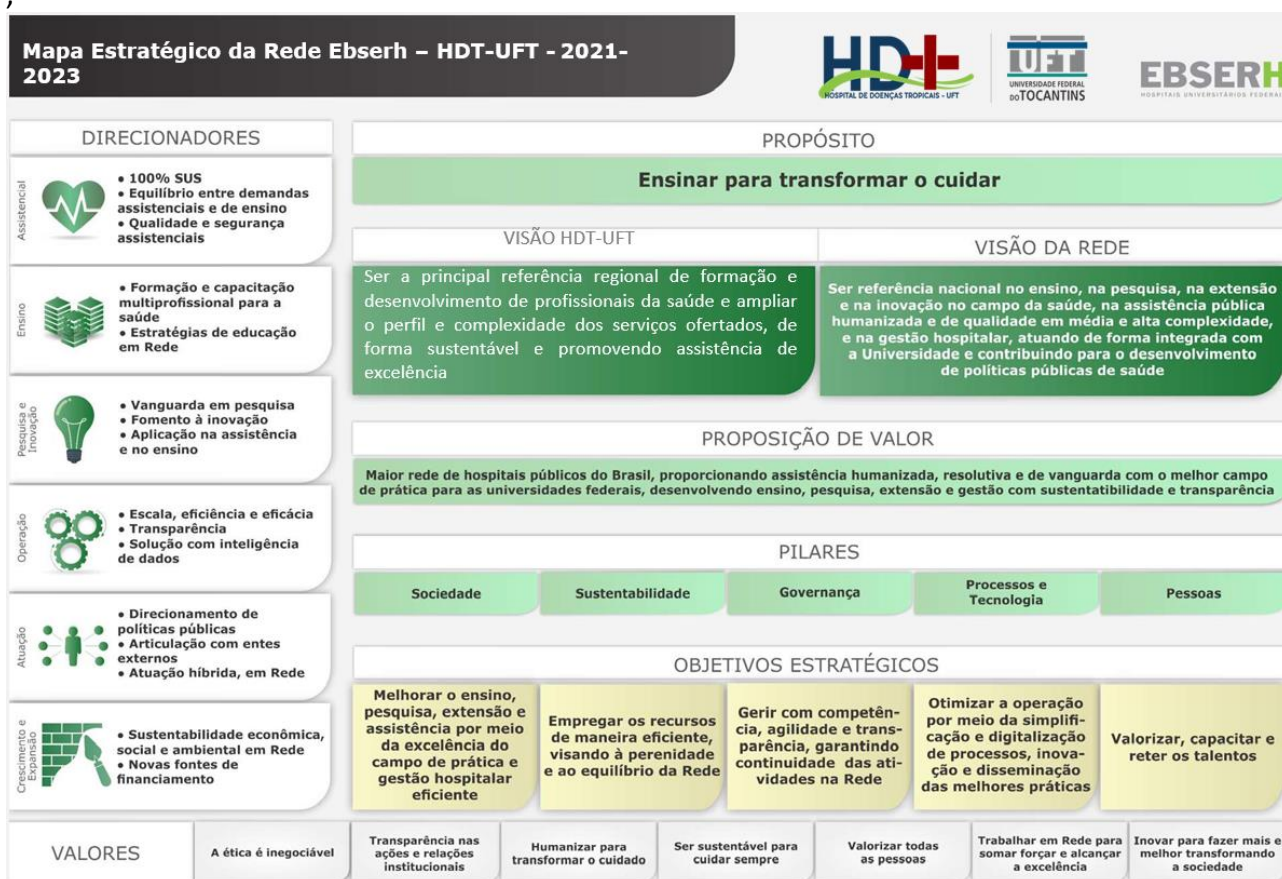 ;
Mapa Estratégico da Rede Ebserh – HDT-UFT - 2021-
2023
HD
HOSPITAL DE DOENÇAS TROPICAIS - UFT
UFT
UNIVERSIDADE FEDERAL
DO TOCANTINS
EBSERH
HOSPITAIS UNIVERSITÁRIOS FEDERAIS
DIRECIONADORES
Assistencial
• 100% SUS
• Equilíbrio entre demandas
assistenciais e de ensino
• Qualidade e segurança
assistenciais
Ensino
• Formação e capacitação
multiprofissional para a
saúde
• Estratégias de educação
em Rede
Pesquisa e
Inovação
• Vanguarda em pesquisa
• Fomento à inovação
• Aplicação na assistência
e no ensino
Operação
• Escala, eficiência e eficácia
• Transparência
• Solução com inteligência
de dados
Atuação
• Direcionamento de
políticas públicas
• Articulação com entes
externos
• Atuação híbrida, em Rede
Crescimento e
Expansão
• Sustentabilidade econômica,
social e ambiental em Rede
• Novas fontes de
financiamento
PROPÓSITO
Ensinar para transformar o cuidar
VISÃO HDT-UFT
Ser a principal referência regional de formação e
desenvolvimento de profissionais da saúde e ampliar
o perfil e complexidade dos serviços ofertados, de
forma sustentável e promovendo assistência de
excelência
VISÃO DA REDE
Ser referência nacional no ensino, na pesquisa, na extensão
e na inovação no campo da saúde, na assistência pública
humanizada e de qualidade em média e alta complexidade,
e na gestão hospitalar, atuando de forma integrada com
a Universidade e contribuindo para o desenvolvimento
de políticas públicas de saúde
PROPOSIÇÃO DE VALOR
Maior rede de hospitais públicos do Brasil, proporcionando assistência humanizada, resolutiva e de vanguarda com o melhor campo
de prática para as universidades federais, desenvolvendo ensino, pesquisa, extensão e gestão com sustentatibilidade e transparência
PILARES
Sociedade
Sustentabilidade
Governança
Processos e
Tecnologia
Pessoas
OBJETIVOS ESTRATÉGICOS
Melhorar o ensino,
pesquisa, extensão e
assistência por meio
da excelência do
campo de prática e
gestão hospitalar
eficiente
Empregar os recursos
de maneira eficiente,
visando à perenidade
e ao equilíbrio da Rede
Gerir com competên-
cia, agilidade e trans-
parência, garantindo
continuidade das ati-
vidades na Rede
Otimizar a operação
por meio da simplifi-
cação e digitalização
de processos, inova-
ção e disseminação
das melhores práticas
Valorizar, capacitar e
reter os talentos
VALORES
A ética é inegociável
Transparência nas
ações e relações
institucionais
Humanizar para
transformar o cuidado
Ser sustentável para
cuidar sempre
Valorizar todas
as pessoas
Trabalhar em Rede para
somar forçar e alcançar
a excelência
Inovar para fazer mais e
melhor transformando
a sociedade